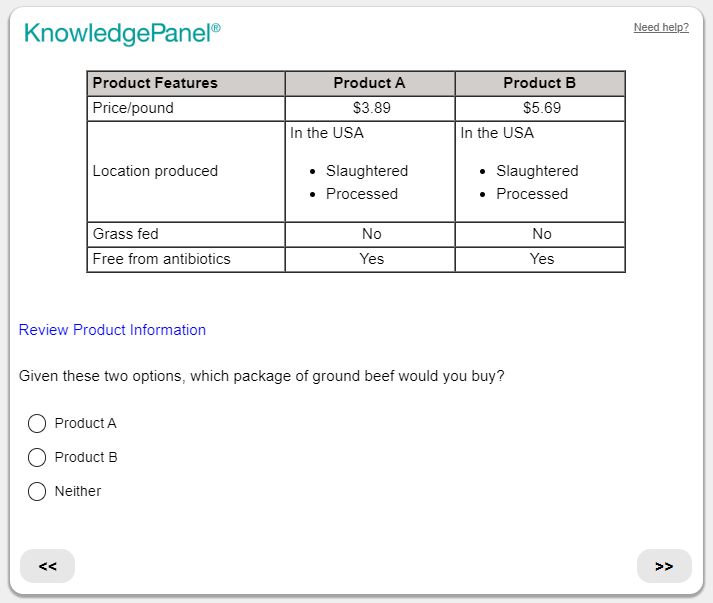 KnowledgePanel®
Need help?
Product Features Product A Product B
Price/pound $3.89 $5.69
Location produced
In the USA
• Slaughtered
• Processed
In the USA
• Slaughtered
• Processed
Grass fed No No
Free from antibiotics Yes Yes
Review Product Information
Given these two options, which package of ground beef would you buy?
Product A
Product B
Neither
<< >>